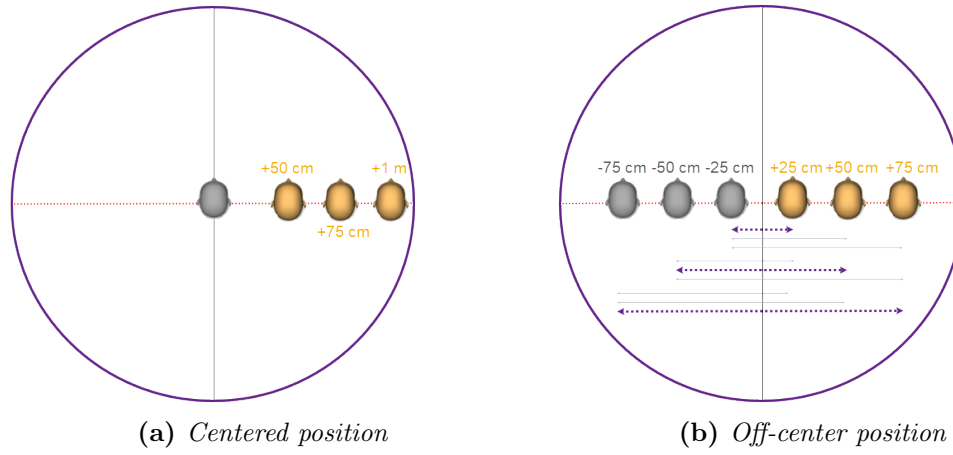 +50 cm
+1 m
+75 cm
(a) Centered position
-75 cm -50 cm -25 cm +25 cm +50 cm +75 cm
(b) Off-center position